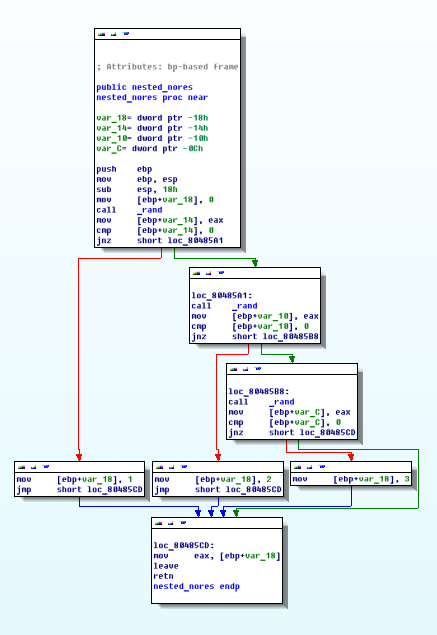 ; Attributes: bp-based frame
public nested_nores
nested_nores proc near
var_18= dword ptr -18h
var_14= dword ptr -14h
var_10= dword ptr -10h
var_C= dword ptr -0Ch
push ebp
mov ebp, esp
sub esp, 18h
mov [ebp+var_18], 0
call _rand
mov [ebp+var_14], eax
cmp [ebp+var_14], 0
jnz short loc_80485A1
loc_80485A1:
call _rand
mov [ebp+var_10], eax
cmp [ebp+var_10], 0
jnz short loc_80485B8
loc_80485B8:
call _rand
mov [ebp+var_C], eax
cmp [ebp+var_C], 0
jnz short loc_80485CD
mov [ebp+var_18], 1
jmp short loc_80485CD
mov [ebp+var_18], 2
jmp short loc_80485CD
mov [ebp+var_18], 3
loc_80485CD:
mov eax, [ebp+var_18]
leave
retn
nested_nores endp